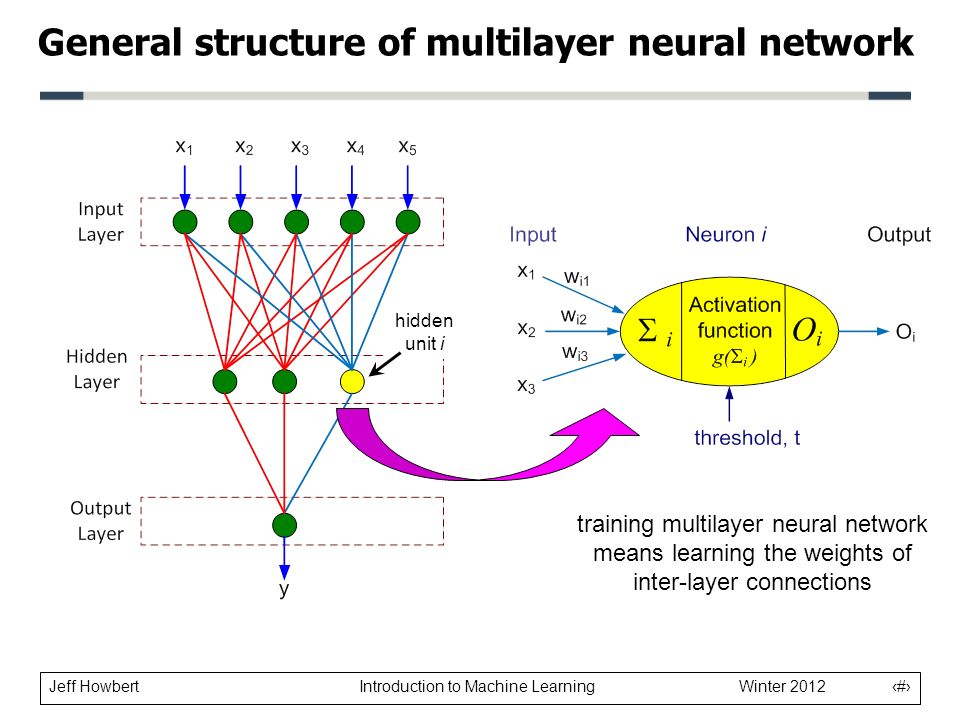 General structure of multilayer neural network
x₁ x₂ x₃ x₄ x₅
Input
Layer
hidden
unit i
Hidden
Layer
Output
Layer
y
Input Neuron i Output
x₁ wᵢ₁
x₂ wᵢ₂
x₃ wᵢ₃
Σ i
Activation
function
g(Σᵢ)
Oᵢ
Oᵢ
threshold, t
training multilayer neural network
means learning the weights of
inter-layer connections
Jeff Howbert Introduction to Machine Learning Winter 2012 ‹#›